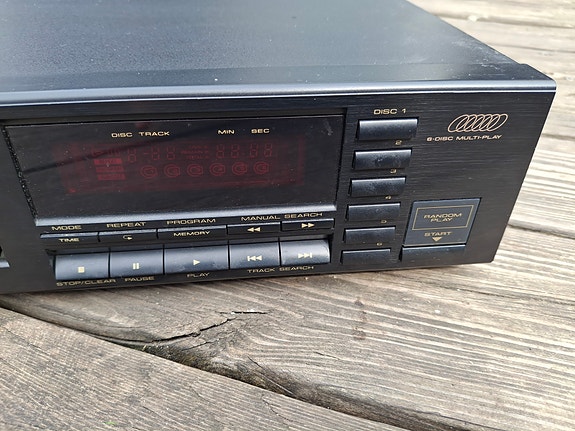 DISC 1
DISC TRACK MIN SEC
6-DISC MULTI-PLAY
2
3
4
5
6
MODE REPEAT PROGRAM MANUAL SEARCH
TIME MEMORY
RANDOM
PLAY
START
STOP/CLEAR PAUSE PLAY TRACK SEARCH